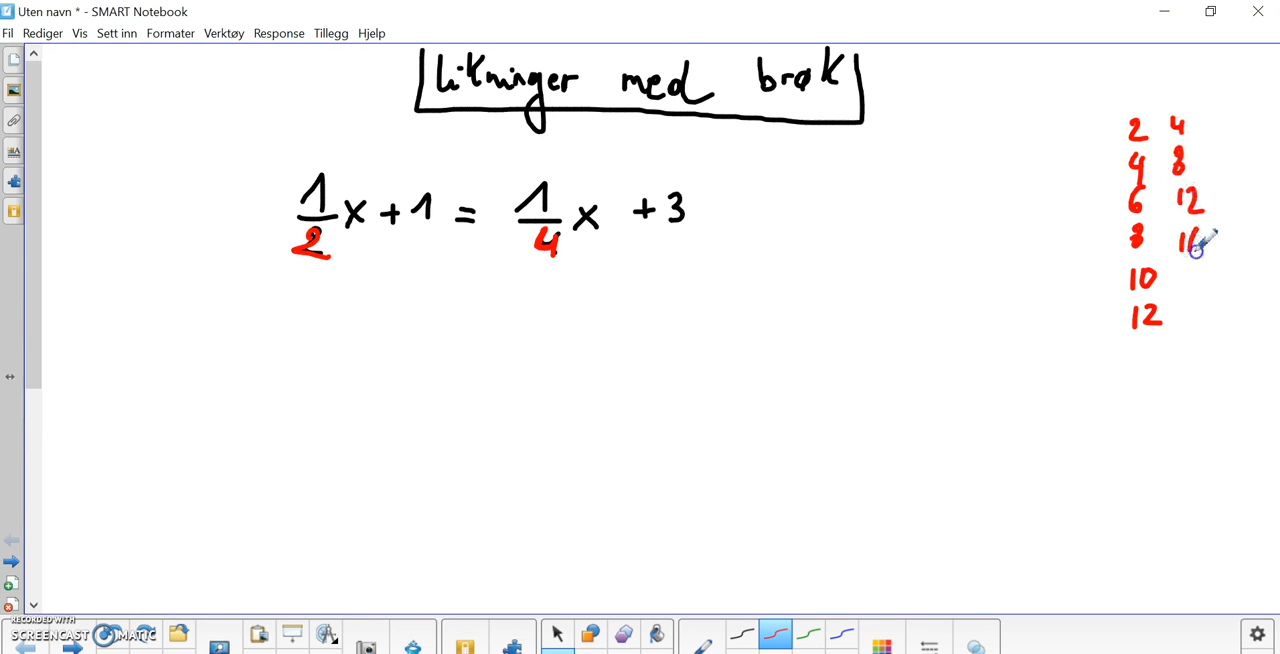 Uten navn * - SMART Notebook
Fil Rediger Vis Sett inn Formater Verktøy Response Tillegg Hjelp
Likninger med brøk
1/2 x + 1 = 1/4 x + 3
2 4
4 8
6 12
8 16
10
12
RECORDED WITH
SCREENCAST MATIC